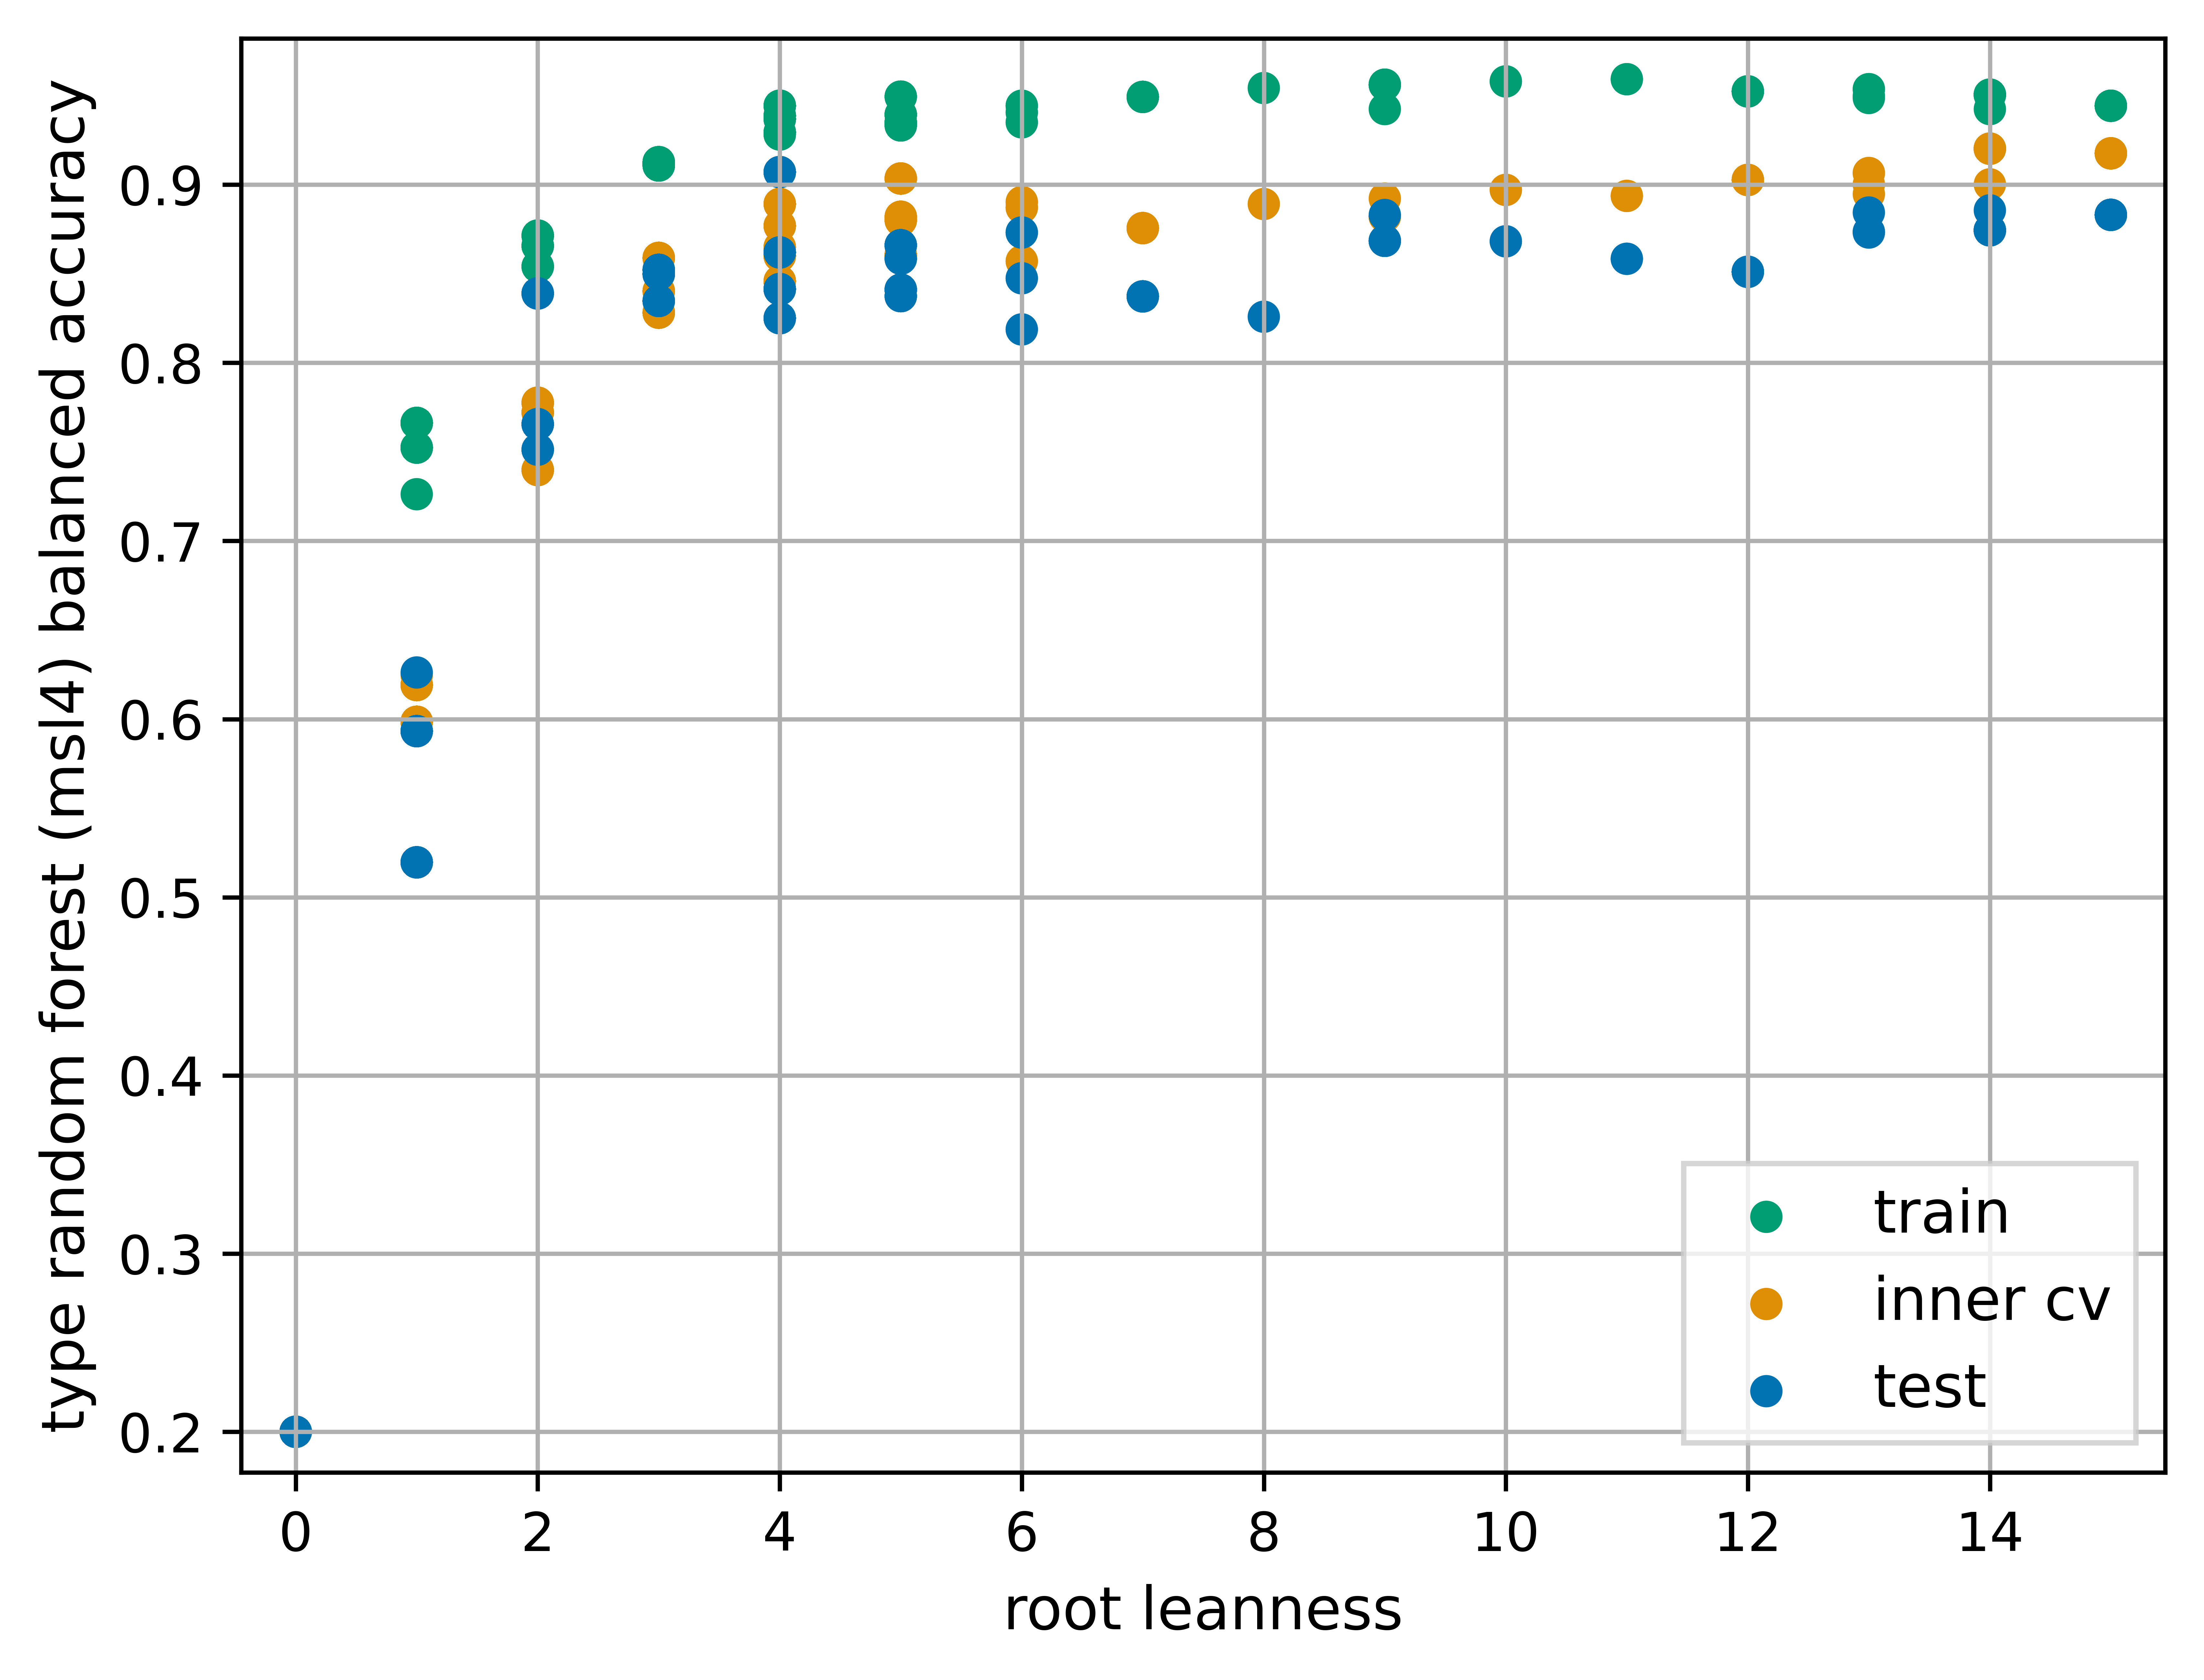 type random forest (msl4) balanced accuracy
0.9
0.8
0.7
0.6
0.5
0.4
0.3
0.2
0 2 4 6 8 10 12 14
root leanness
train
inner cv
test